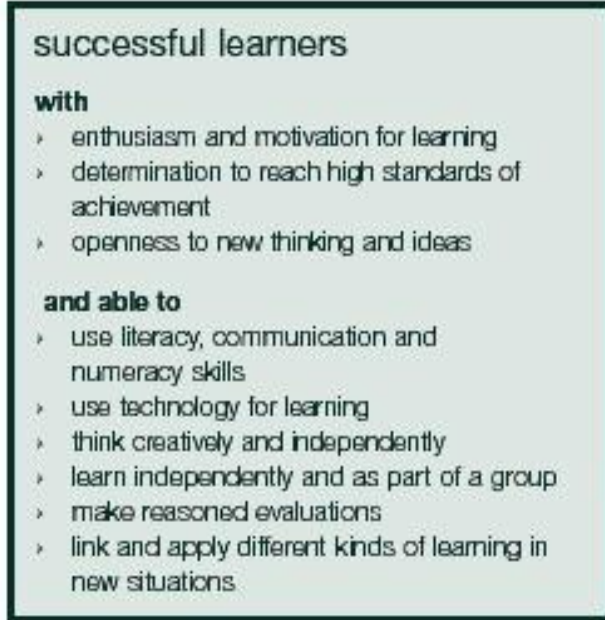 successful learners
with
› enthusiasm and motivation for learning
› determination to reach high standards of
achievement
› openness to new thinking and ideas
and able to
› use literacy, communication and
numeracy skills
› use technology for learning
› think creatively and independently
› learn independently and as part of a group
› make reasoned evaluations
› link and apply different kinds of learning in
new situations